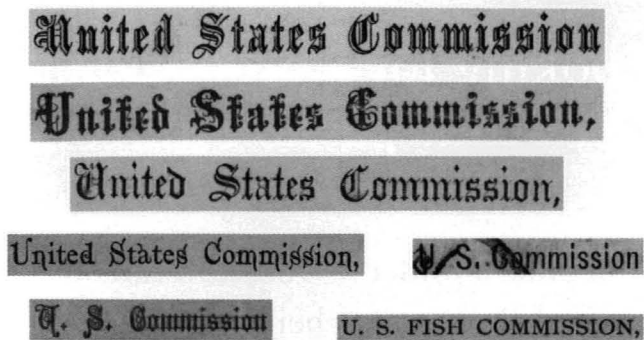 United States Commission
United States Commission,
United States Commission,
United States Commission,
U. S. Commission
U. S. Commission
U. S. FISH COMMISSION,